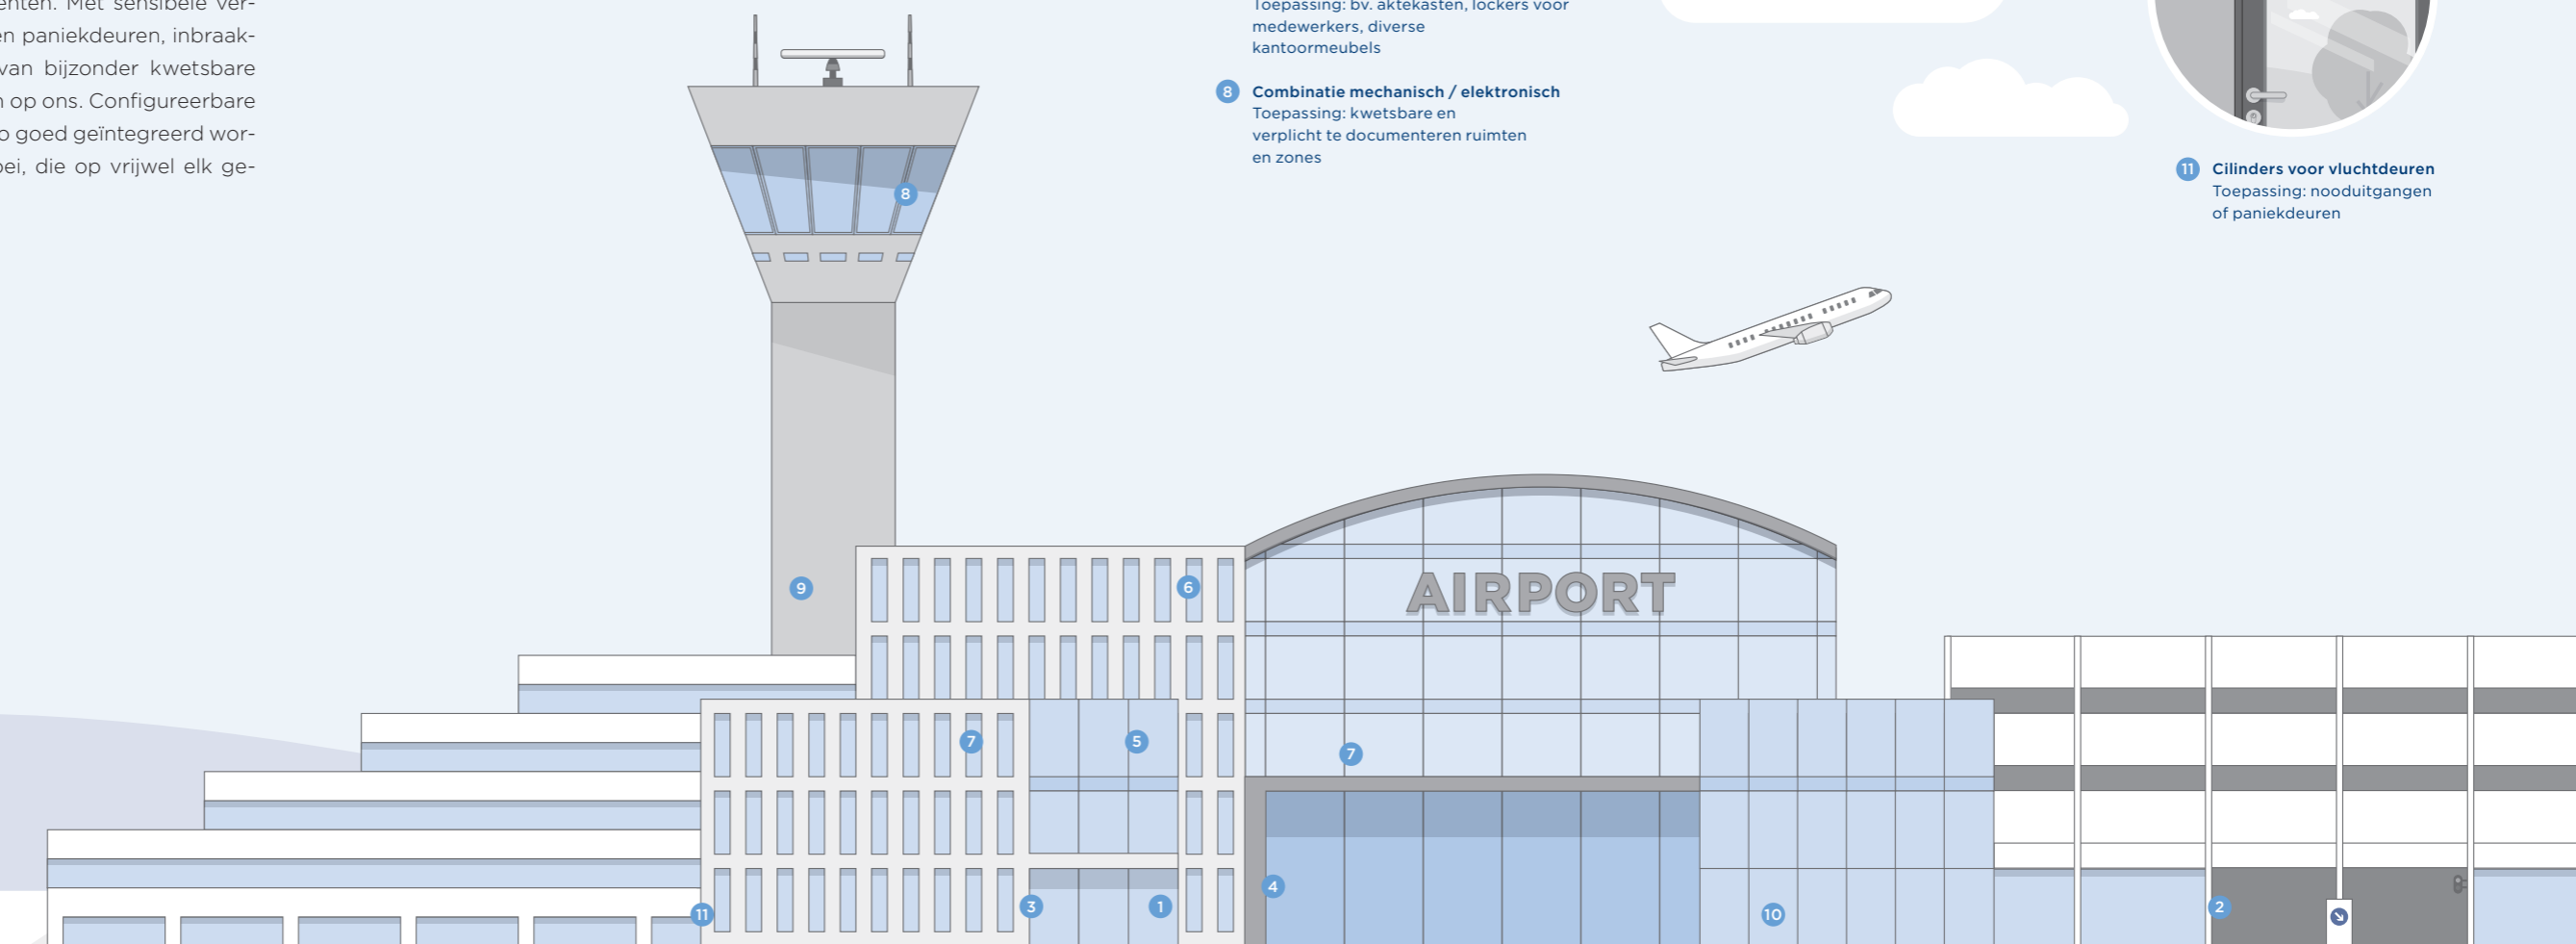 enten. Met sensibele ver-
en paniekdeuren, inbraak-
van bijzonder kwetsbare
n op ons. Configureerbare
o goed geïntegreerd wor-
oei, die op vrijwel elk ge-
Toepassing: bv. aktekasten, lockers voor
medewerkers, diverse
kantoormeubels
8 Combinatie mechanisch / elektronisch
Toepassing: kwetsbare en
verplicht te documenteren ruimten
en zones
11 Cilinders voor vluchtdeuren
Toepassing: nooduitgangen
of paniekdeuren
8
9
6
AIRPORT
7
5
7
4
11
3
1
10
2